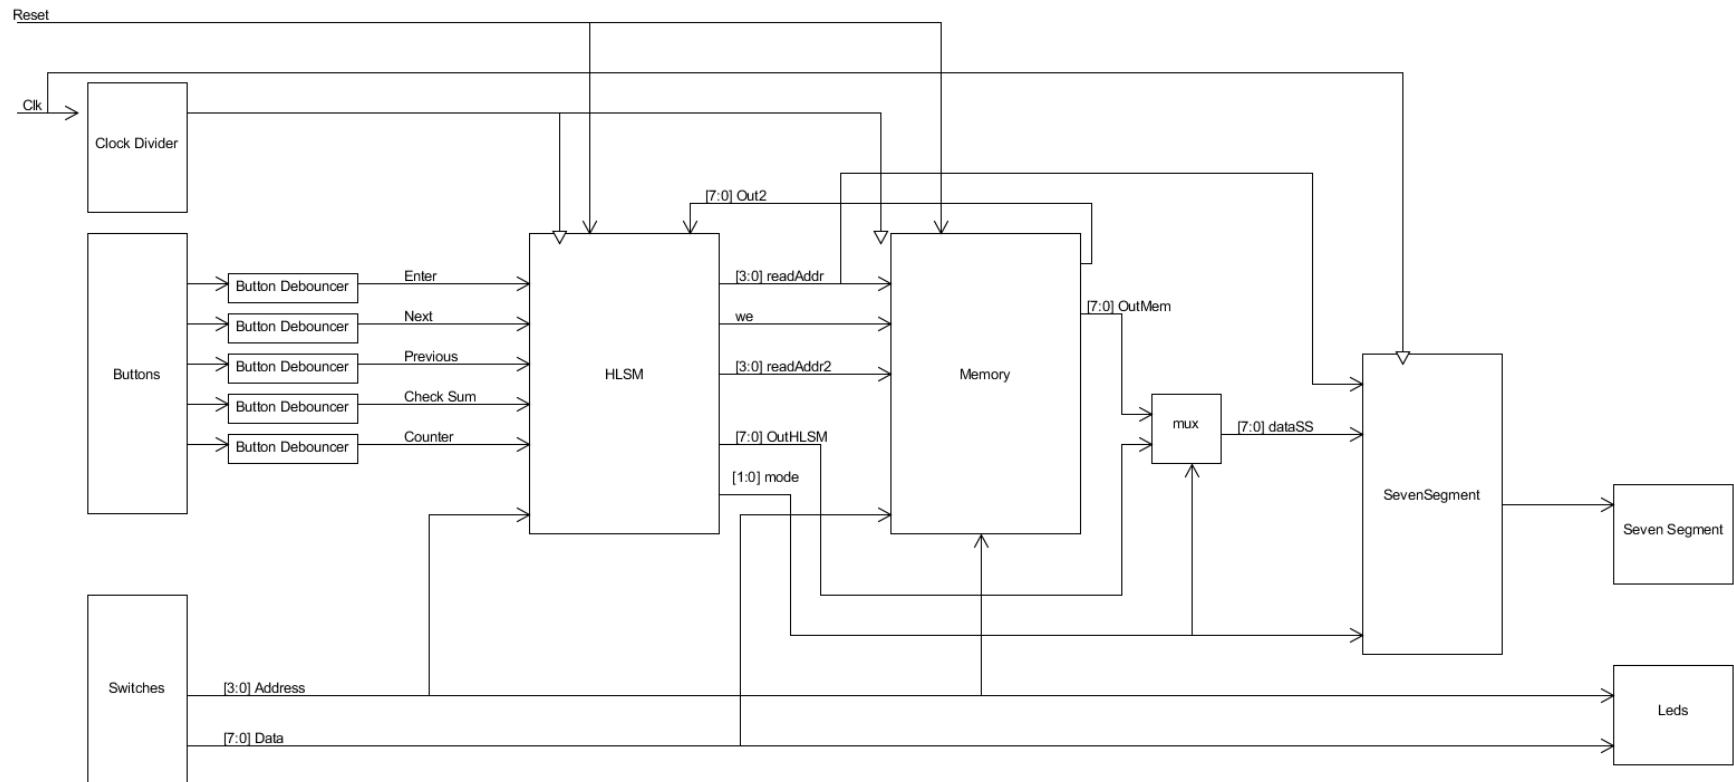 Reset
Clk
Clock Divider
[7:0] Out2
Enter
[3:0] readAddr
Button Debouncer
[7:0] OutMem
Next
we
Button Debouncer
Previous
[3:0] readAddr2
Button Debouncer
Buttons
HLSM
Memory
Check Sum
Button Debouncer
mux
[7:0] dataSS
Counter
[7:0] OutHLSM
Button Debouncer
[1:0] mode
SevenSegment
Seven Segment
Switches
[3:0] Address
Leds
[7:0] Data